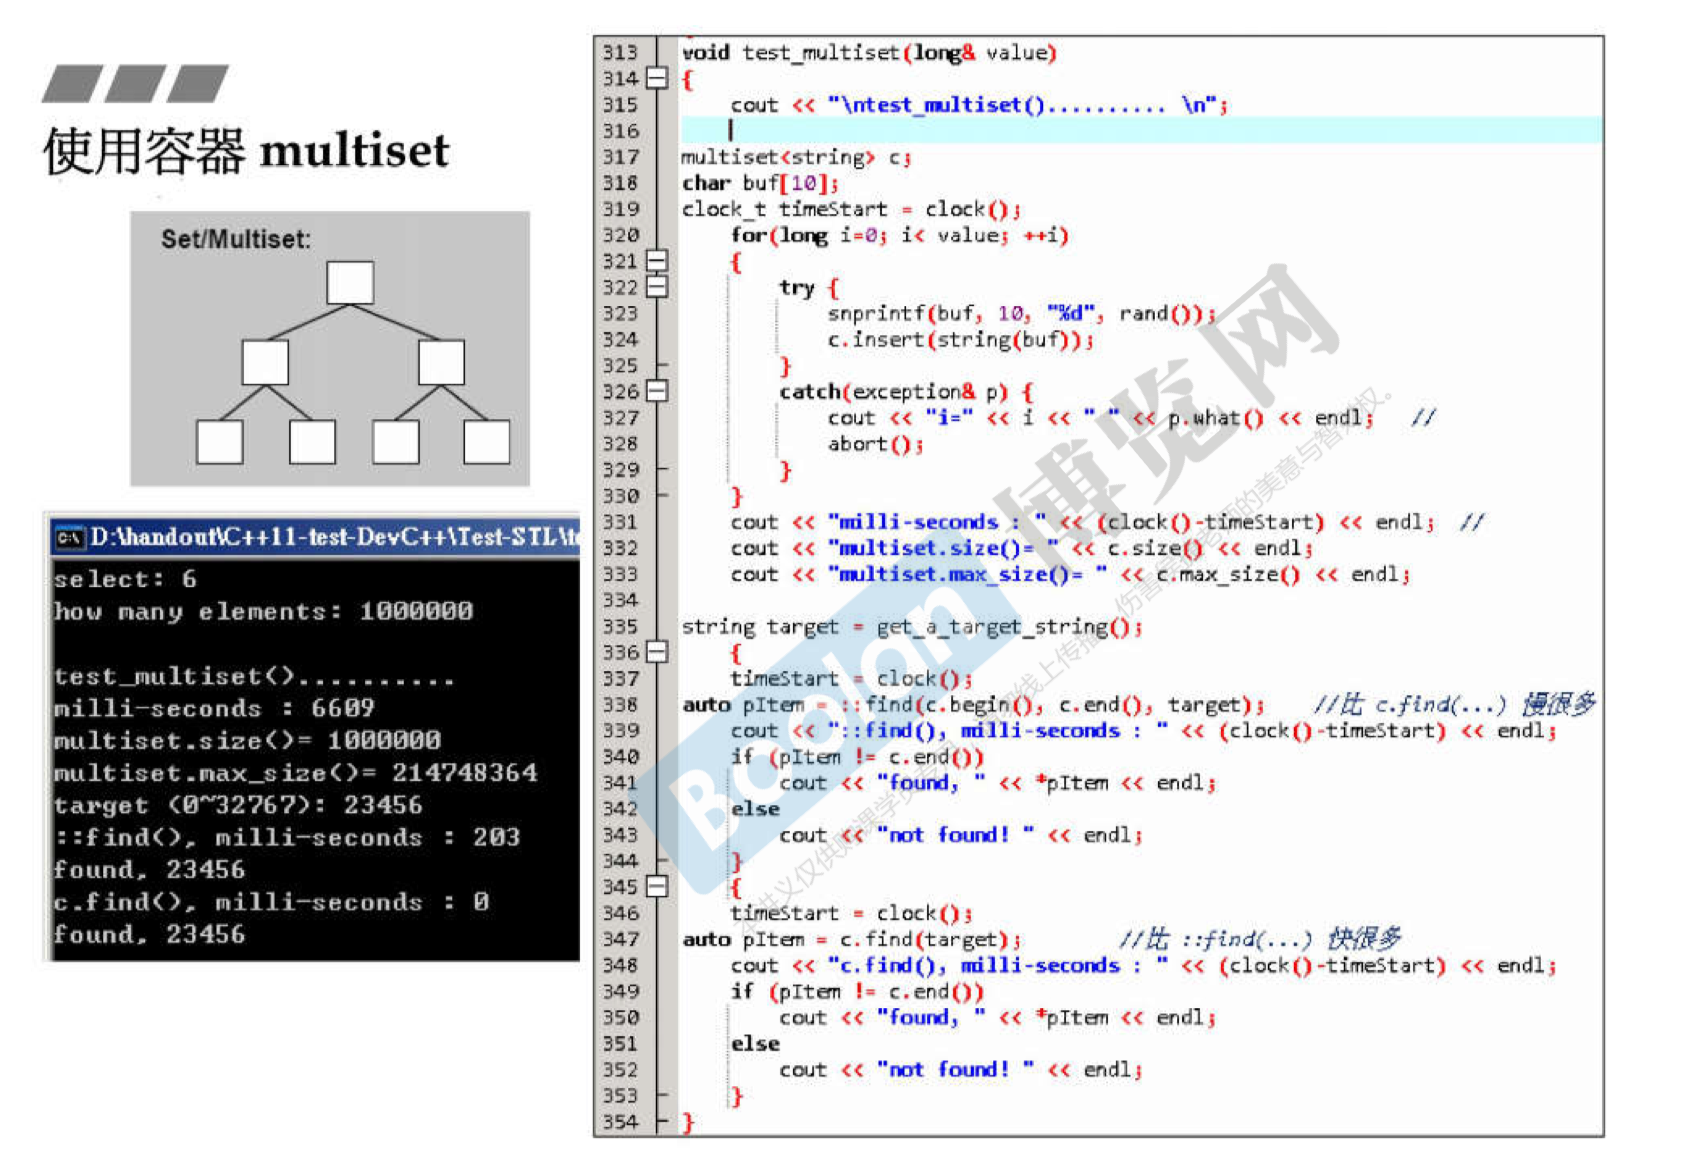 使用容器 multiset
Set/Multiset:
D:\handout\C++11-test-DevC++\Test-STL\te
select: 6
how many elements: 1000000
test_multiset()..........
milli-seconds : 6609
multiset.size()= 1000000
multiset.max_size()= 214748364
target (0~32767): 23456
::find(), milli-seconds : 203
found, 23456
c.find(), milli-seconds : 0
found, 23456
313 void test_multiset(long& value)
314 {
315 cout << "\ntest_multiset().......... \n";
316
317 multiset<string> c;
318 char buf[10];
319 clock_t timeStart = clock();
320 for(long i=0; i< value; ++i)
321 {
322 try {
323 snprintf(buf, 10, "%d", rand());
324 c.insert(string(buf));
325 }
326 catch(exception& p) {
327 cout << "i=" << i << " " << p.what() << endl; //
328 abort();
329 }
330 }
331 cout << "milli-seconds : " << (clock()-timeStart) << endl; //
332 cout << "multiset.size()= " << c.size() << endl;
333 cout << "multiset.max_size()= " << c.max_size() << endl;
334
335 string target = get_a_target_string();
336 {
337 timeStart = clock();
338 auto pItem = ::find(c.begin(), c.end(), target); //比 c.find(...) 慢很多
339 cout << "::find(), milli-seconds : " << (clock()-timeStart) << endl;
340 if (pItem != c.end())
341 cout << "found, " << *pItem << endl;
342 else
343 cout << "not found! " << endl;
344 }
345 {
346 timeStart = clock();
347 auto pItem = c.find(target); //比 ::find(...) 快很多
348 cout << "c.find(), milli-seconds : " << (clock()-timeStart) << endl;
349 if (pItem != c.end())
350 cout << "found, " << *pItem << endl;
351 else
352 cout << "not found! " << endl;
353 }
354 }
Boolan 博览网